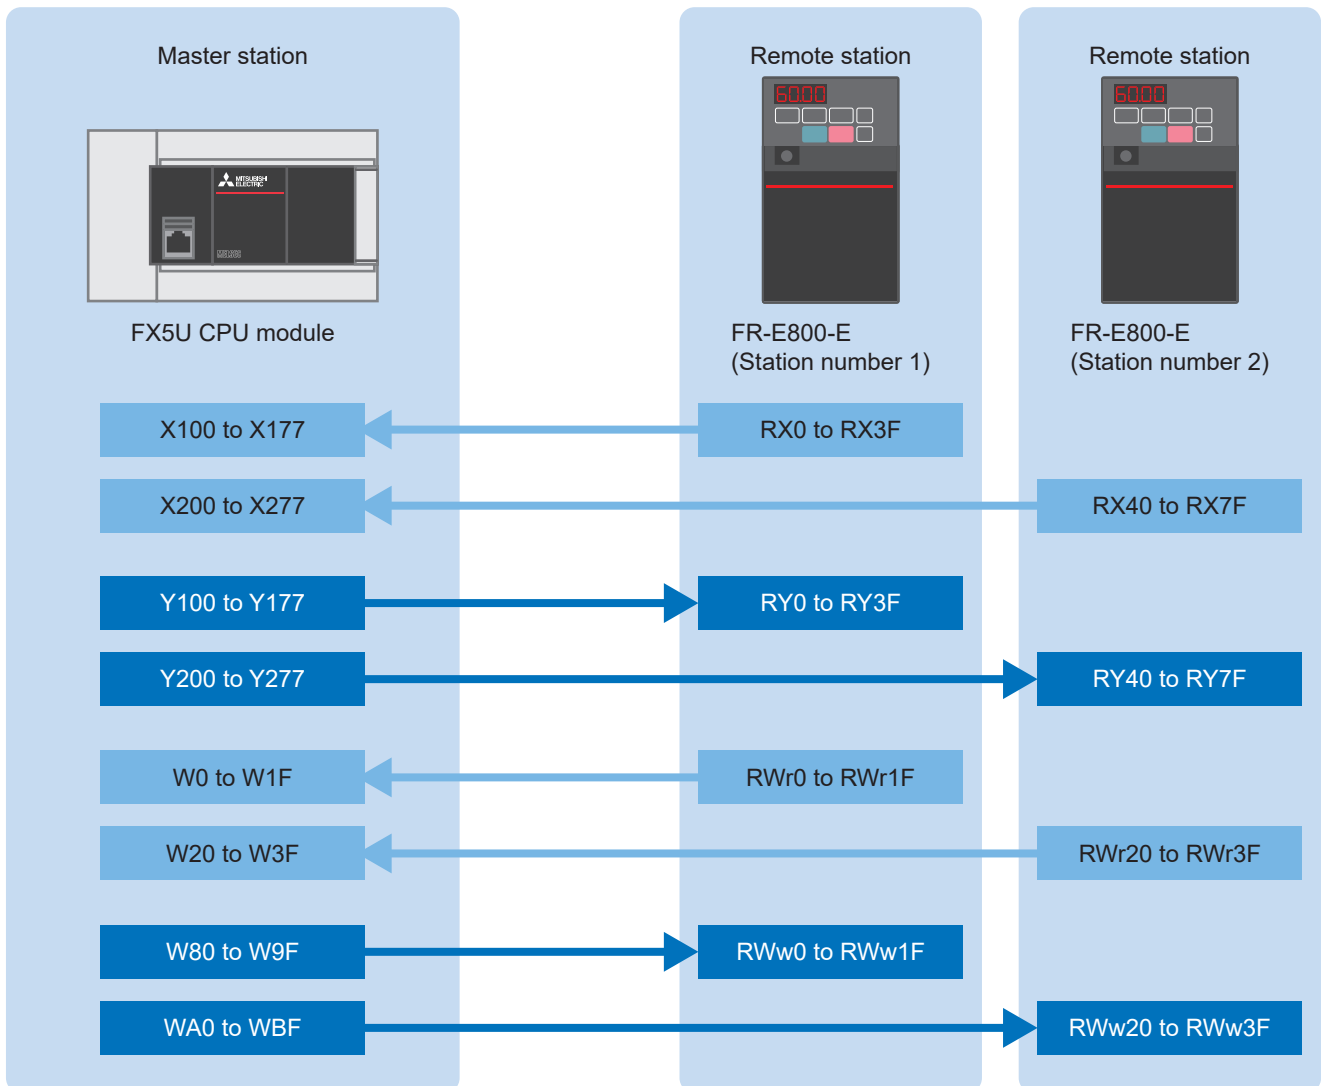 Master station
Remote station
Remote station
60.00
60.00
MITSUBISHI
ELECTRIC
FX5U CPU module
FR-E800-E
(Station number 1)
FR-E800-E
(Station number 2)
X100 to X177
RX0 to RX3F
X200 to X277
RX40 to RX7F
Y100 to Y177
RY0 to RY3F
Y200 to Y277
RY40 to RY7F
W0 to W1F
RWr0 to RWr1F
W20 to W3F
RWr20 to RWr3F
W80 to W9F
RWw0 to RWw1F
WA0 to WBF
RWw20 to RWw3F